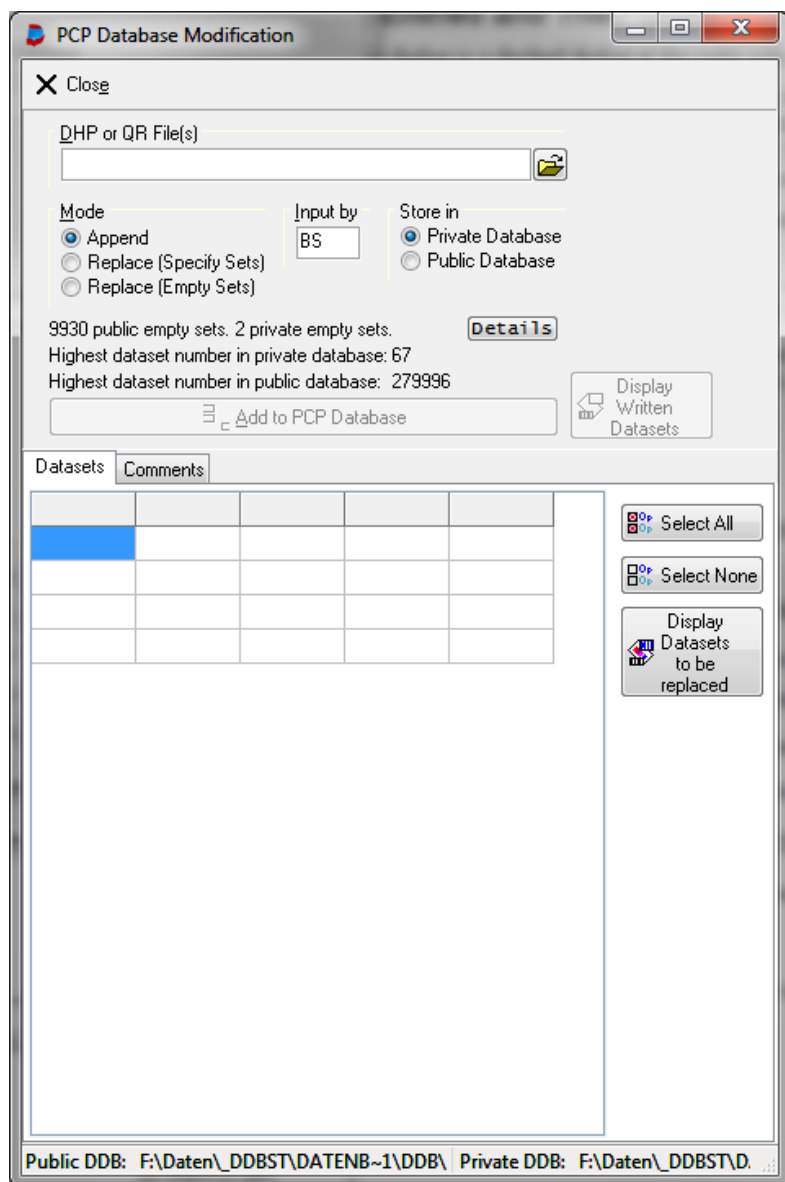 PCP Database Modification
Close
DHP or QR File(s)
Mode
Input by
Store in
Append
BS
Private Database
Replace (Specify Sets)
Public Database
Replace (Empty Sets)
9930 public empty sets. 2 private empty sets.
Details
Highest dataset number in private database: 67
Highest dataset number in public database: 279996
Add to PCP Database
Display
Written
Datasets
Datasets
Comments
Select All
Select None
Display
Datasets
to be
replaced
Public DDB: F:\Daten\_DDBST\DATENB~1\DDB\
Private DDB: F:\Daten\_DDBST\D.